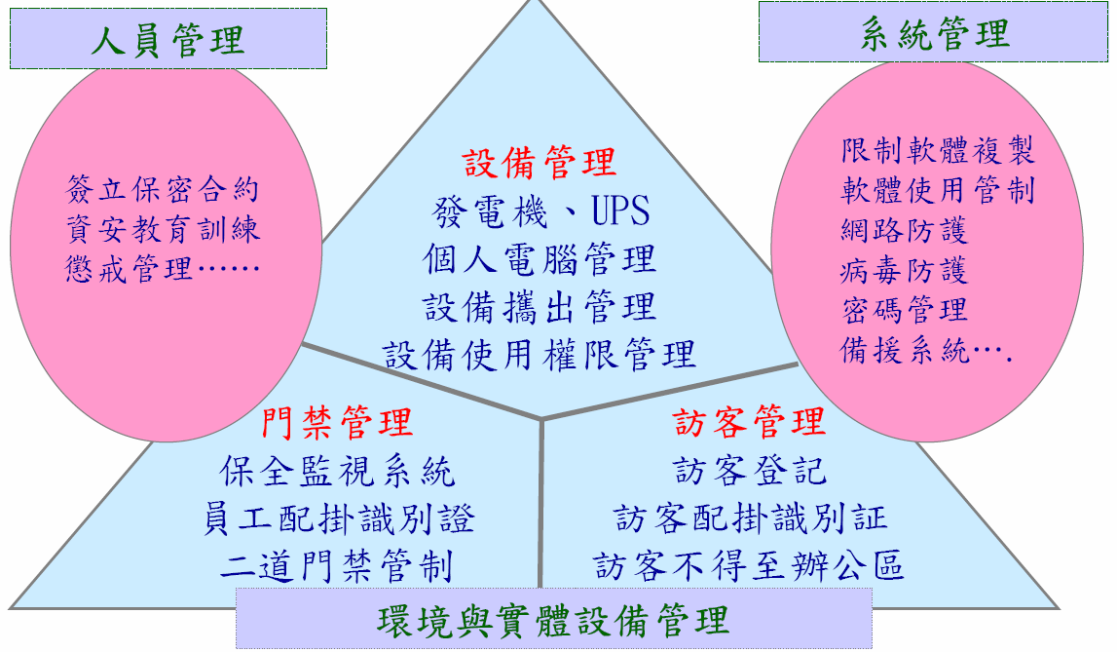 人員管理
簽立保密合約
資安教育訓練
懲戒管理……
系統管理
限制軟體複製
軟體使用管制
網路防護
病毒防護
密碼管理
備援系統….
設備管理
發電機、UPS
個人電腦管理
設備攜出管理
設備使用權限管理
門禁管理
保全監視系統
員工配掛識別證
二道門禁管制
訪客管理
訪客登記
訪客配掛識別証
訪客不得至辦公區
環境與實體設備管理